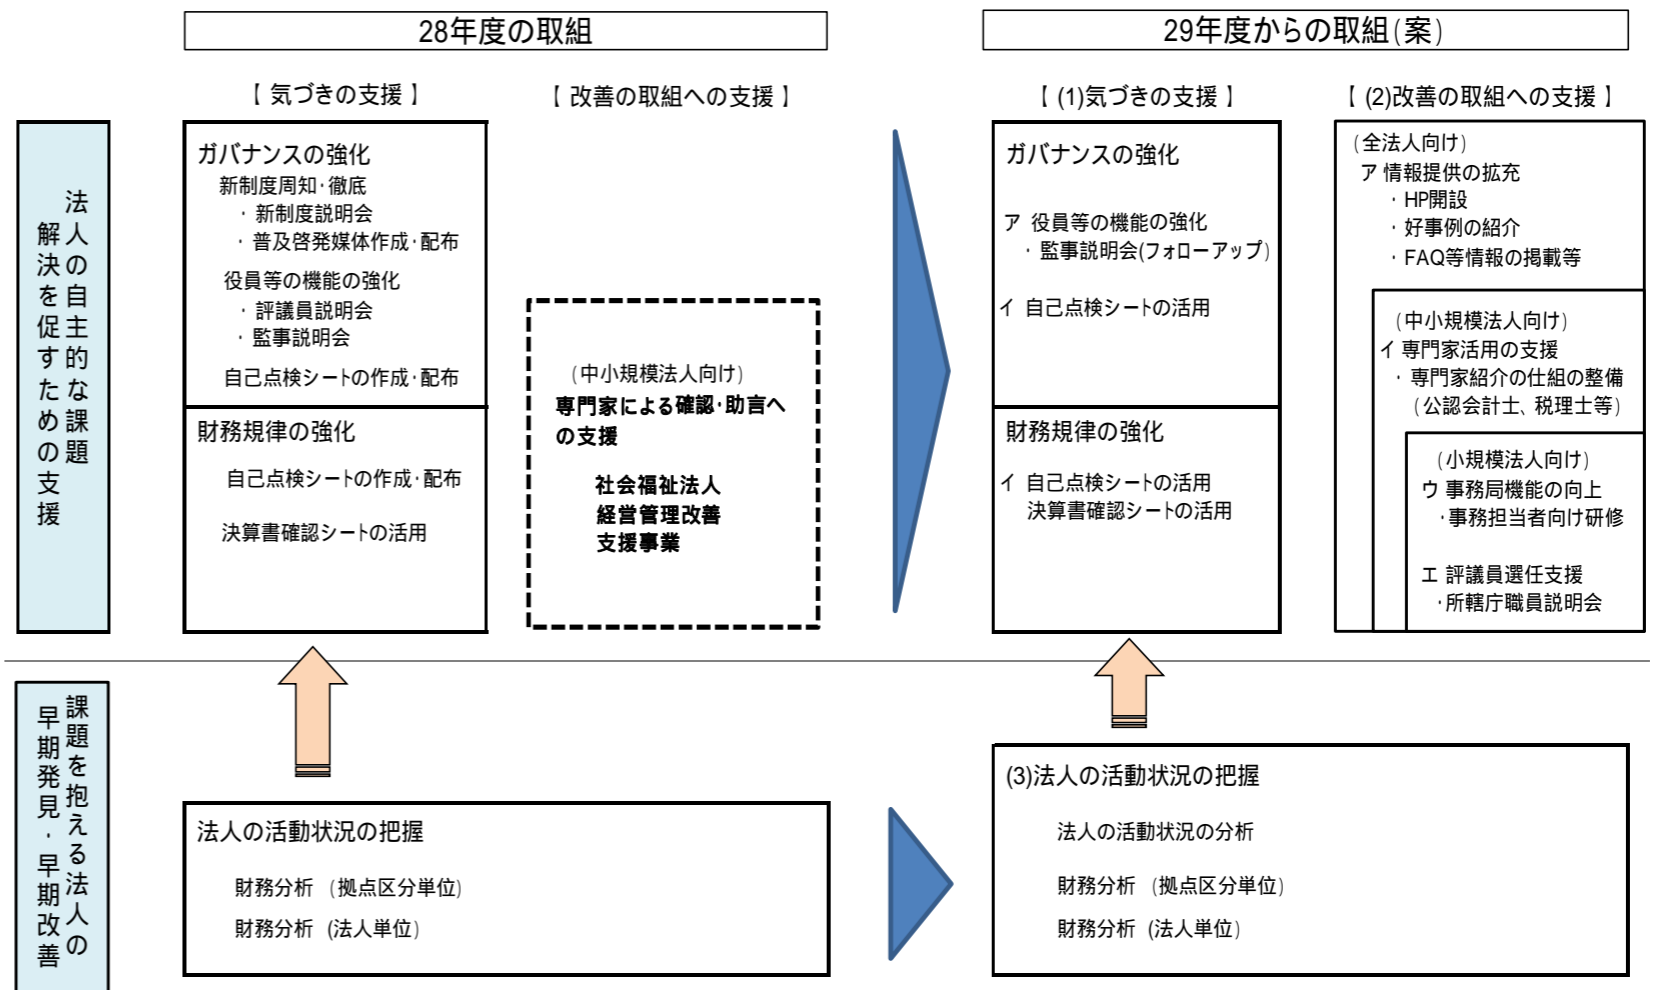 28年度の取組
29年度からの取組(案)
【 気づきの支援 】
【 改善の取組への支援 】
【 (1)気づきの支援 】
【 (2)改善の取組への支援 】
法人の自主的な課題
解決を促すための支援
ガバナンスの強化
新制度周知・徹底
・新制度説明会
・普及啓発媒体作成・配布
役員等の機能の強化
・評議員説明会
・監事説明会
自己点検シートの作成・配布
財務規律の強化
自己点検シートの作成・配布
決算書確認シートの活用
(中小規模法人向け)
専門家による確認・助言へ
の支援
社会福祉法人
経営管理改善
支援事業
ガバナンスの強化
ア 役員等の機能の強化
・監事説明会(フォローアップ)
イ 自己点検シートの活用
財務規律の強化
イ 自己点検シートの活用
決算書確認シートの活用
(全法人向け)
ア 情報提供の拡充
・HP開設
・好事例の紹介
・FAQ等情報の掲載等
(中小規模法人向け)
イ 専門家活用の支援
・専門家紹介の仕組の整備
(公認会計士、税理士等)
(小規模法人向け)
ウ 事務局機能の向上
・事務担当者向け研修
エ 評議員選任支援
・所轄庁職員説明会
課題を抱える法人の
早期発見・早期改善
法人の活動状況の把握
財務分析 (拠点区分単位)
財務分析 (法人単位)
(3)法人の活動状況の把握
法人の活動状況の分析
財務分析 (拠点区分単位)
財務分析 (法人単位)